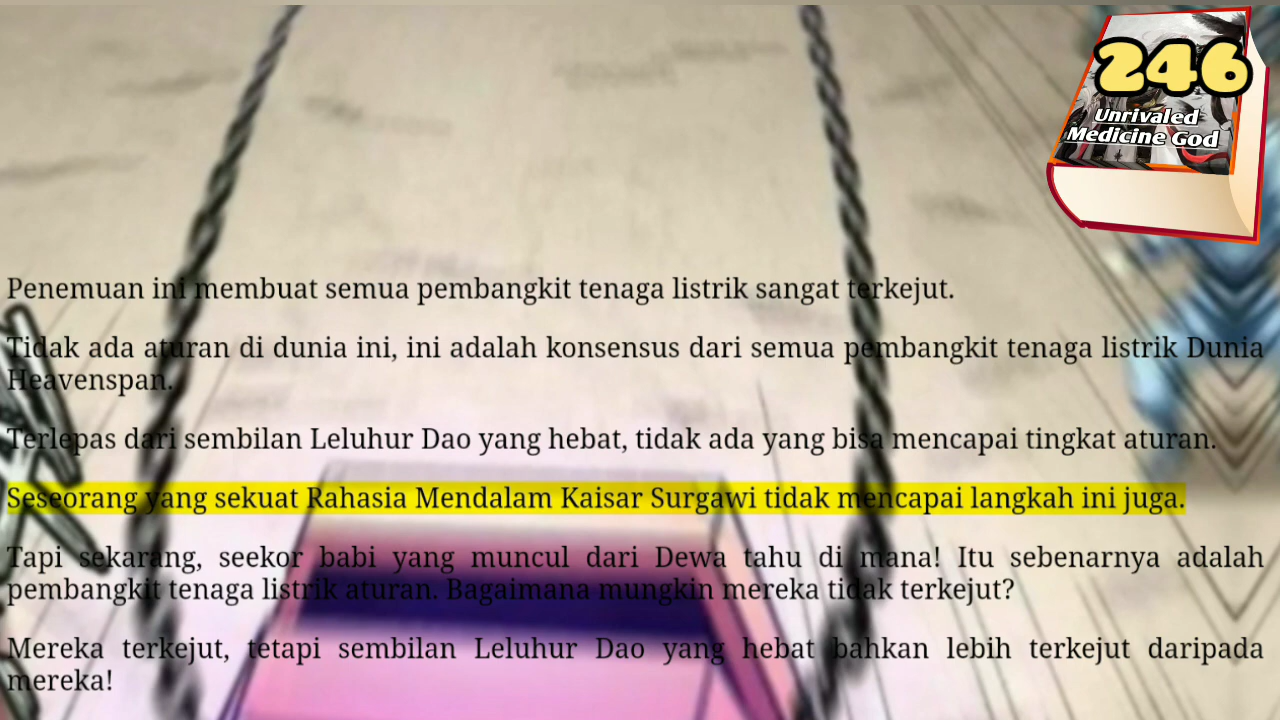 246
Unrivaled
Medicine God
Penemuan ini membuat semua pembangkit tenaga listrik sangat terkejut.
Tidak ada aturan di dunia ini, ini adalah konsensus dari semua pembangkit tenaga listrik Dunia
Heavenspan.
Terlepas dari sembilan Leluhur Dao yang hebat, tidak ada yang bisa mencapai tingkat aturan.
Seseorang yang sekuat Rahasia Mendalam Kaisar Surgawi tidak mencapai langkah ini juga.
Tapi sekarang, seekor babi yang muncul dari Dewa tahu di mana! Itu sebenarnya adalah
pembangkit tenaga listrik aturan. Bagaimana mungkin mereka tidak terkejut?
Mereka terkejut, tetapi sembilan Leluhur Dao yang hebat bahkan lebih terkejut daripada
mereka!